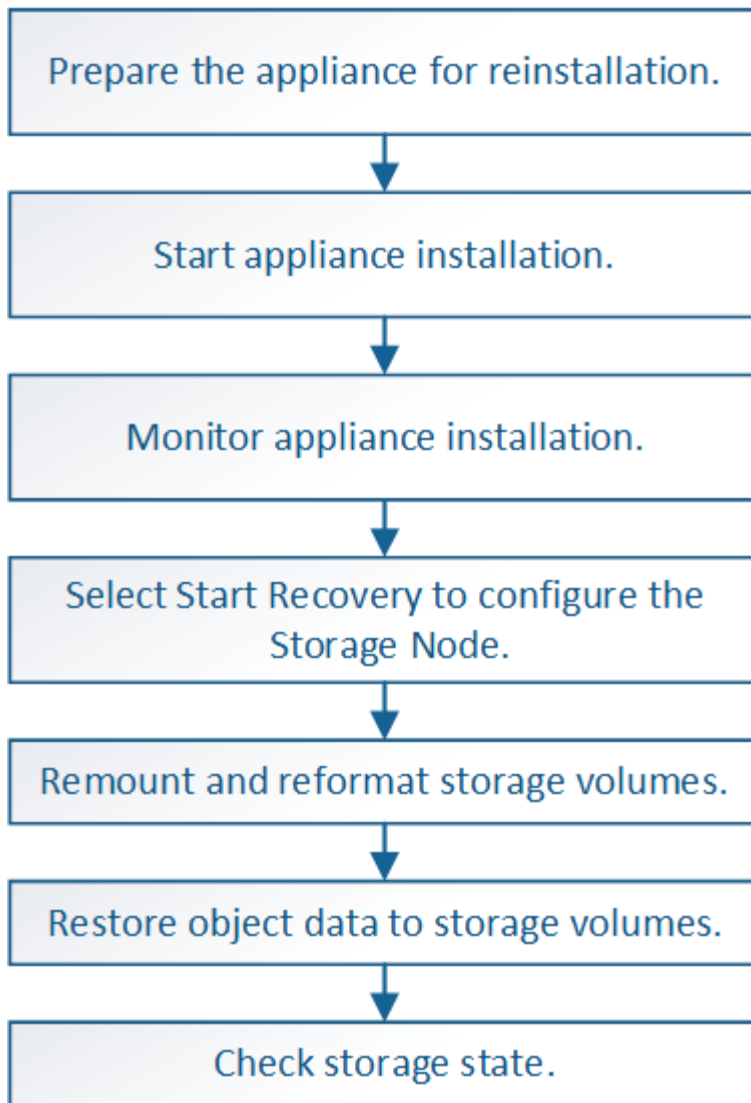 Prepare the appliance for reinstallation.
Start appliance installation.
Monitor appliance installation.
Select Start Recovery to configure the
Storage Node.
Remount and reformat storage volumes.
Restore object data to storage volumes.
Check storage state.